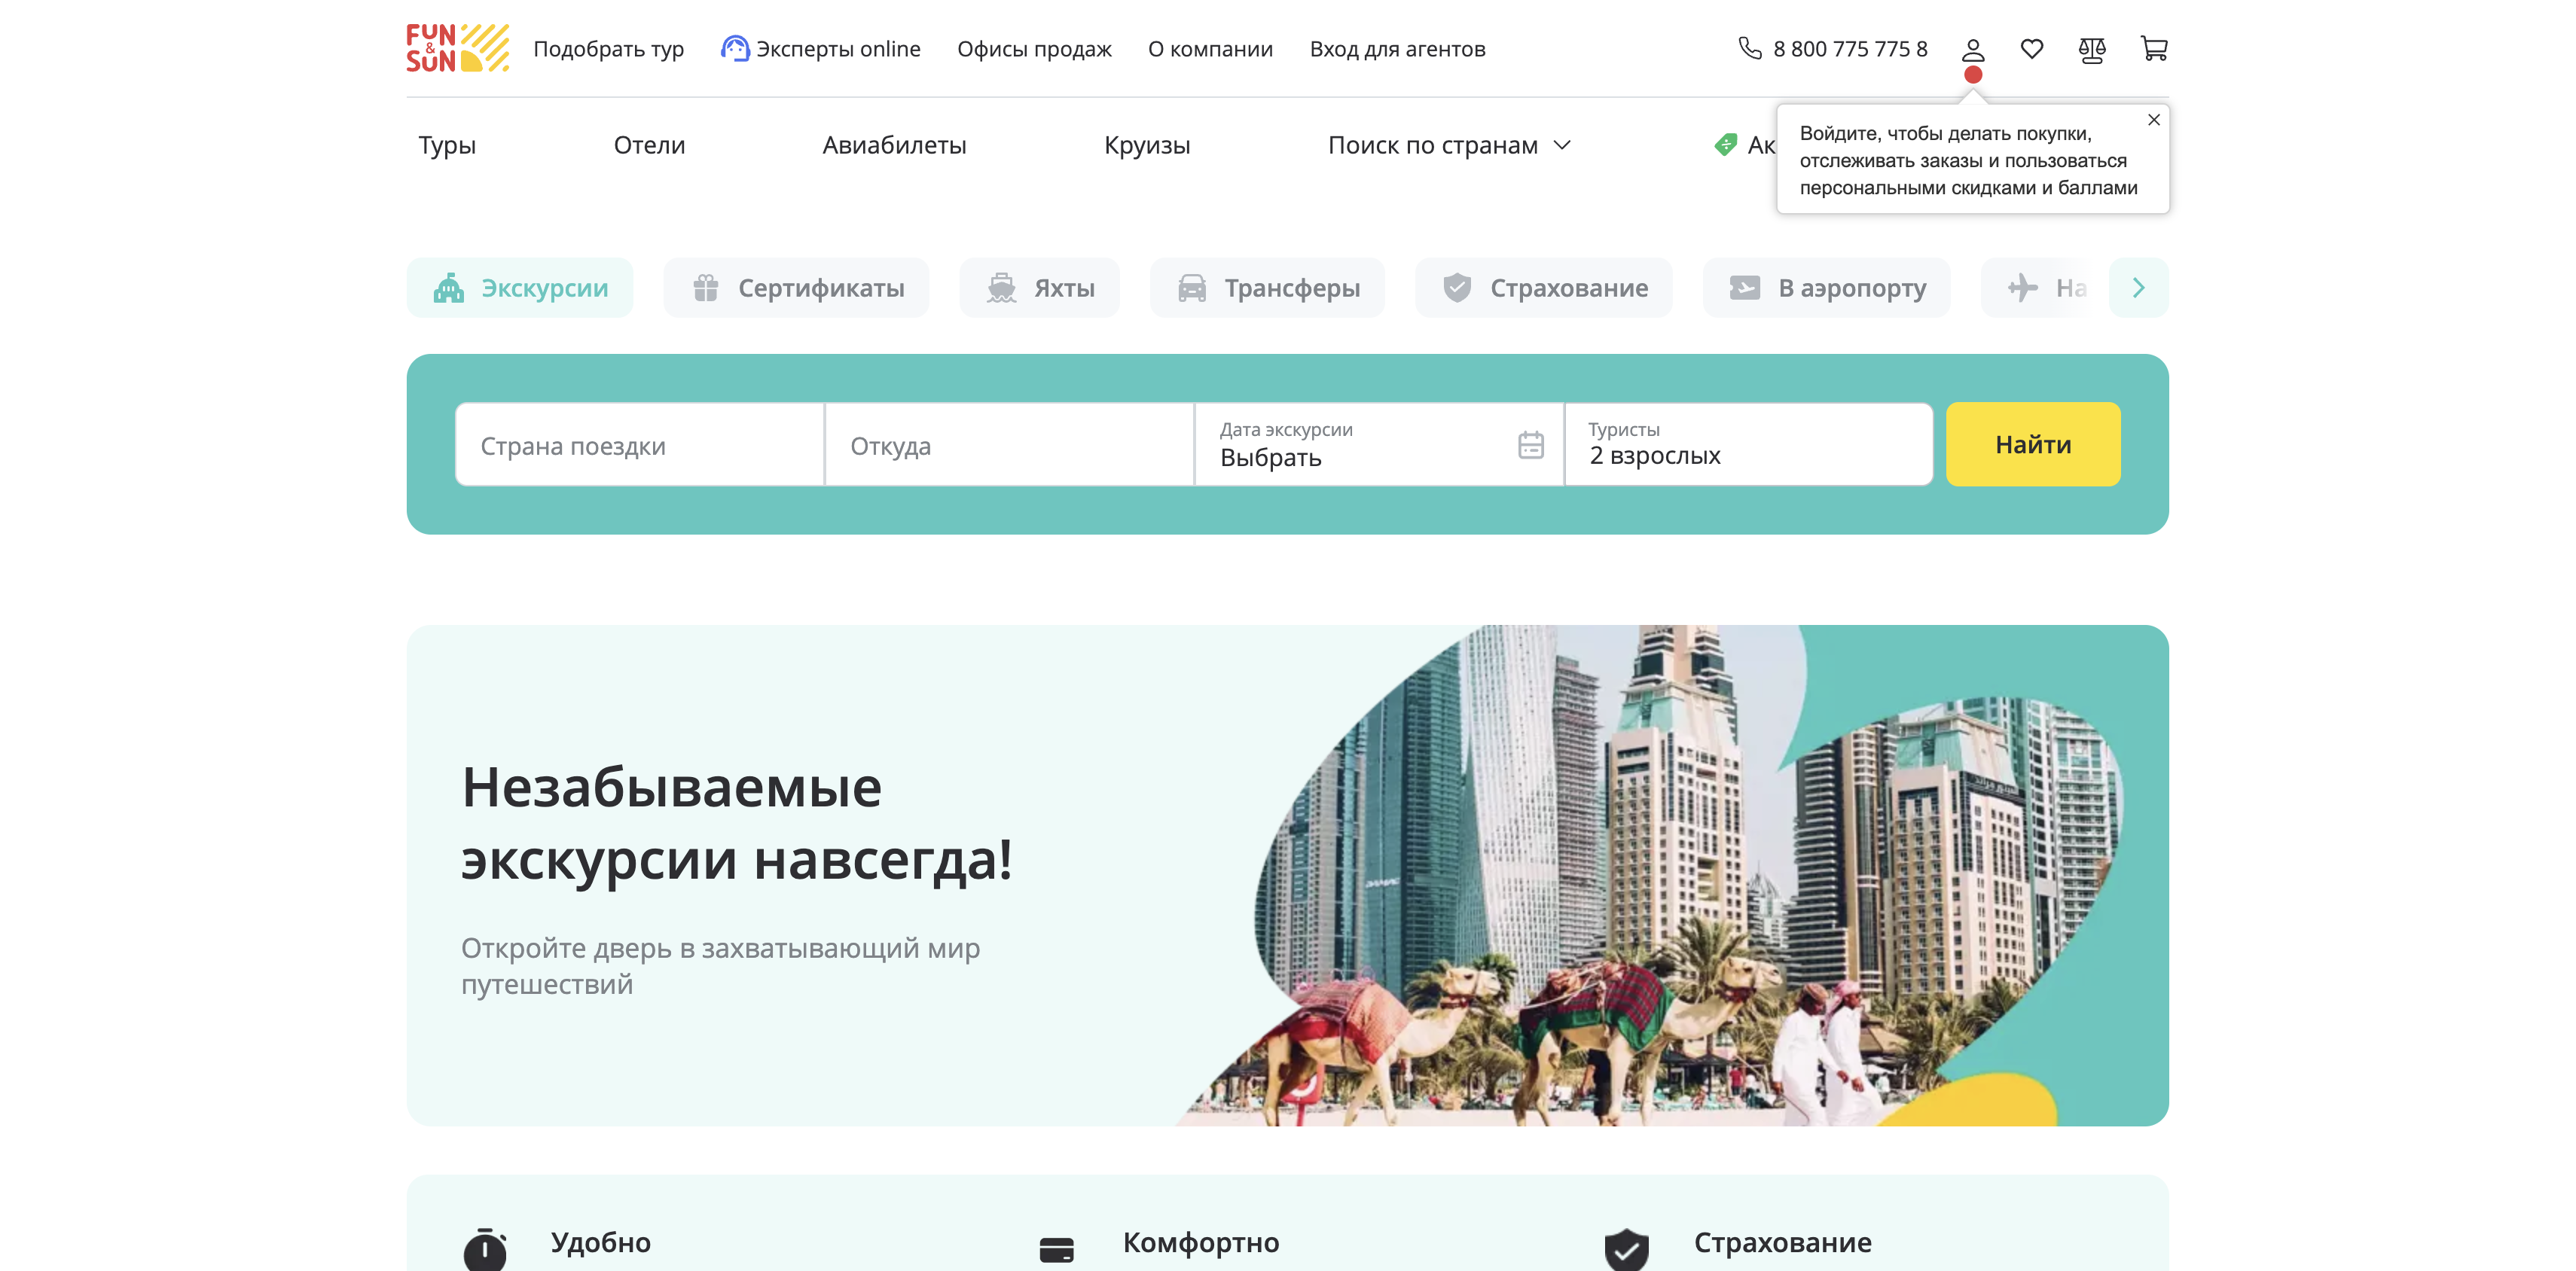 FUN
&
SUN
Подобрать тур
Эксперты online
Офисы продаж
О компании
Вход для агентов
8 800 775 775 8
Туры
Отели
Авиабилеты
Круизы
Поиск по странам
Ак
Войдите, чтобы делать покупки,
отслеживать заказы и пользоваться
персональными скидками и баллами
Экскурсии
Сертификаты
Яхты
Трансферы
Страхование
В аэропорту
На
Страна поездки
Откуда
Дата экскурсии
Выбрать
Туристы
2 взрослых
Найти
Незабываемые
экскурсии навсегда!
Откройте дверь в захватывающий мир
путешествий
DAMAC
Удобно
Комфортно
Страхование